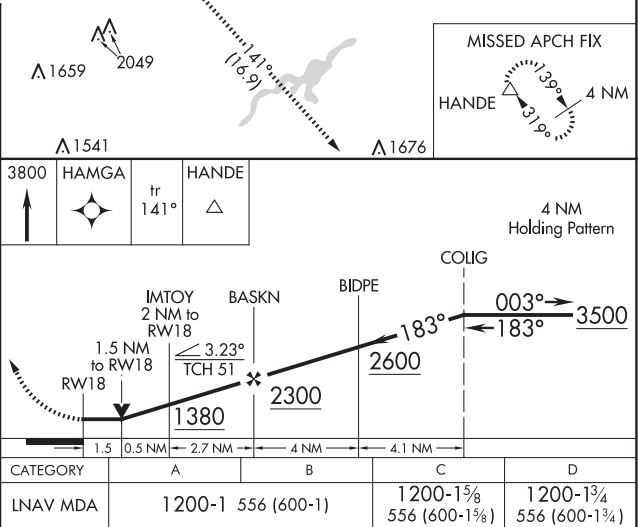 2049
1659
141°
(16.9)
1541
1676
MISSED APCH FIX
HANDE
139°
319°
4 NM
3800
HAMGA
tr
141°
HANDE
4 NM
Holding Pattern
COLIG
BIDPE
BASKN
IMTOY
2 NM to
RW18
1.5 NM
to RW18
RW18
3.23°
TCH 51
183°
003°
183°
3500
2600
2300
1380
1.5 0.5 NM 2.7 NM 4 NM 4.1 NM
CATEGORY A B C D
LNAV MDA 1200-1 556 (600-1) 1200-1⅝ 1200-1¾
556 (600-1⅝) 556 (600-1¾)